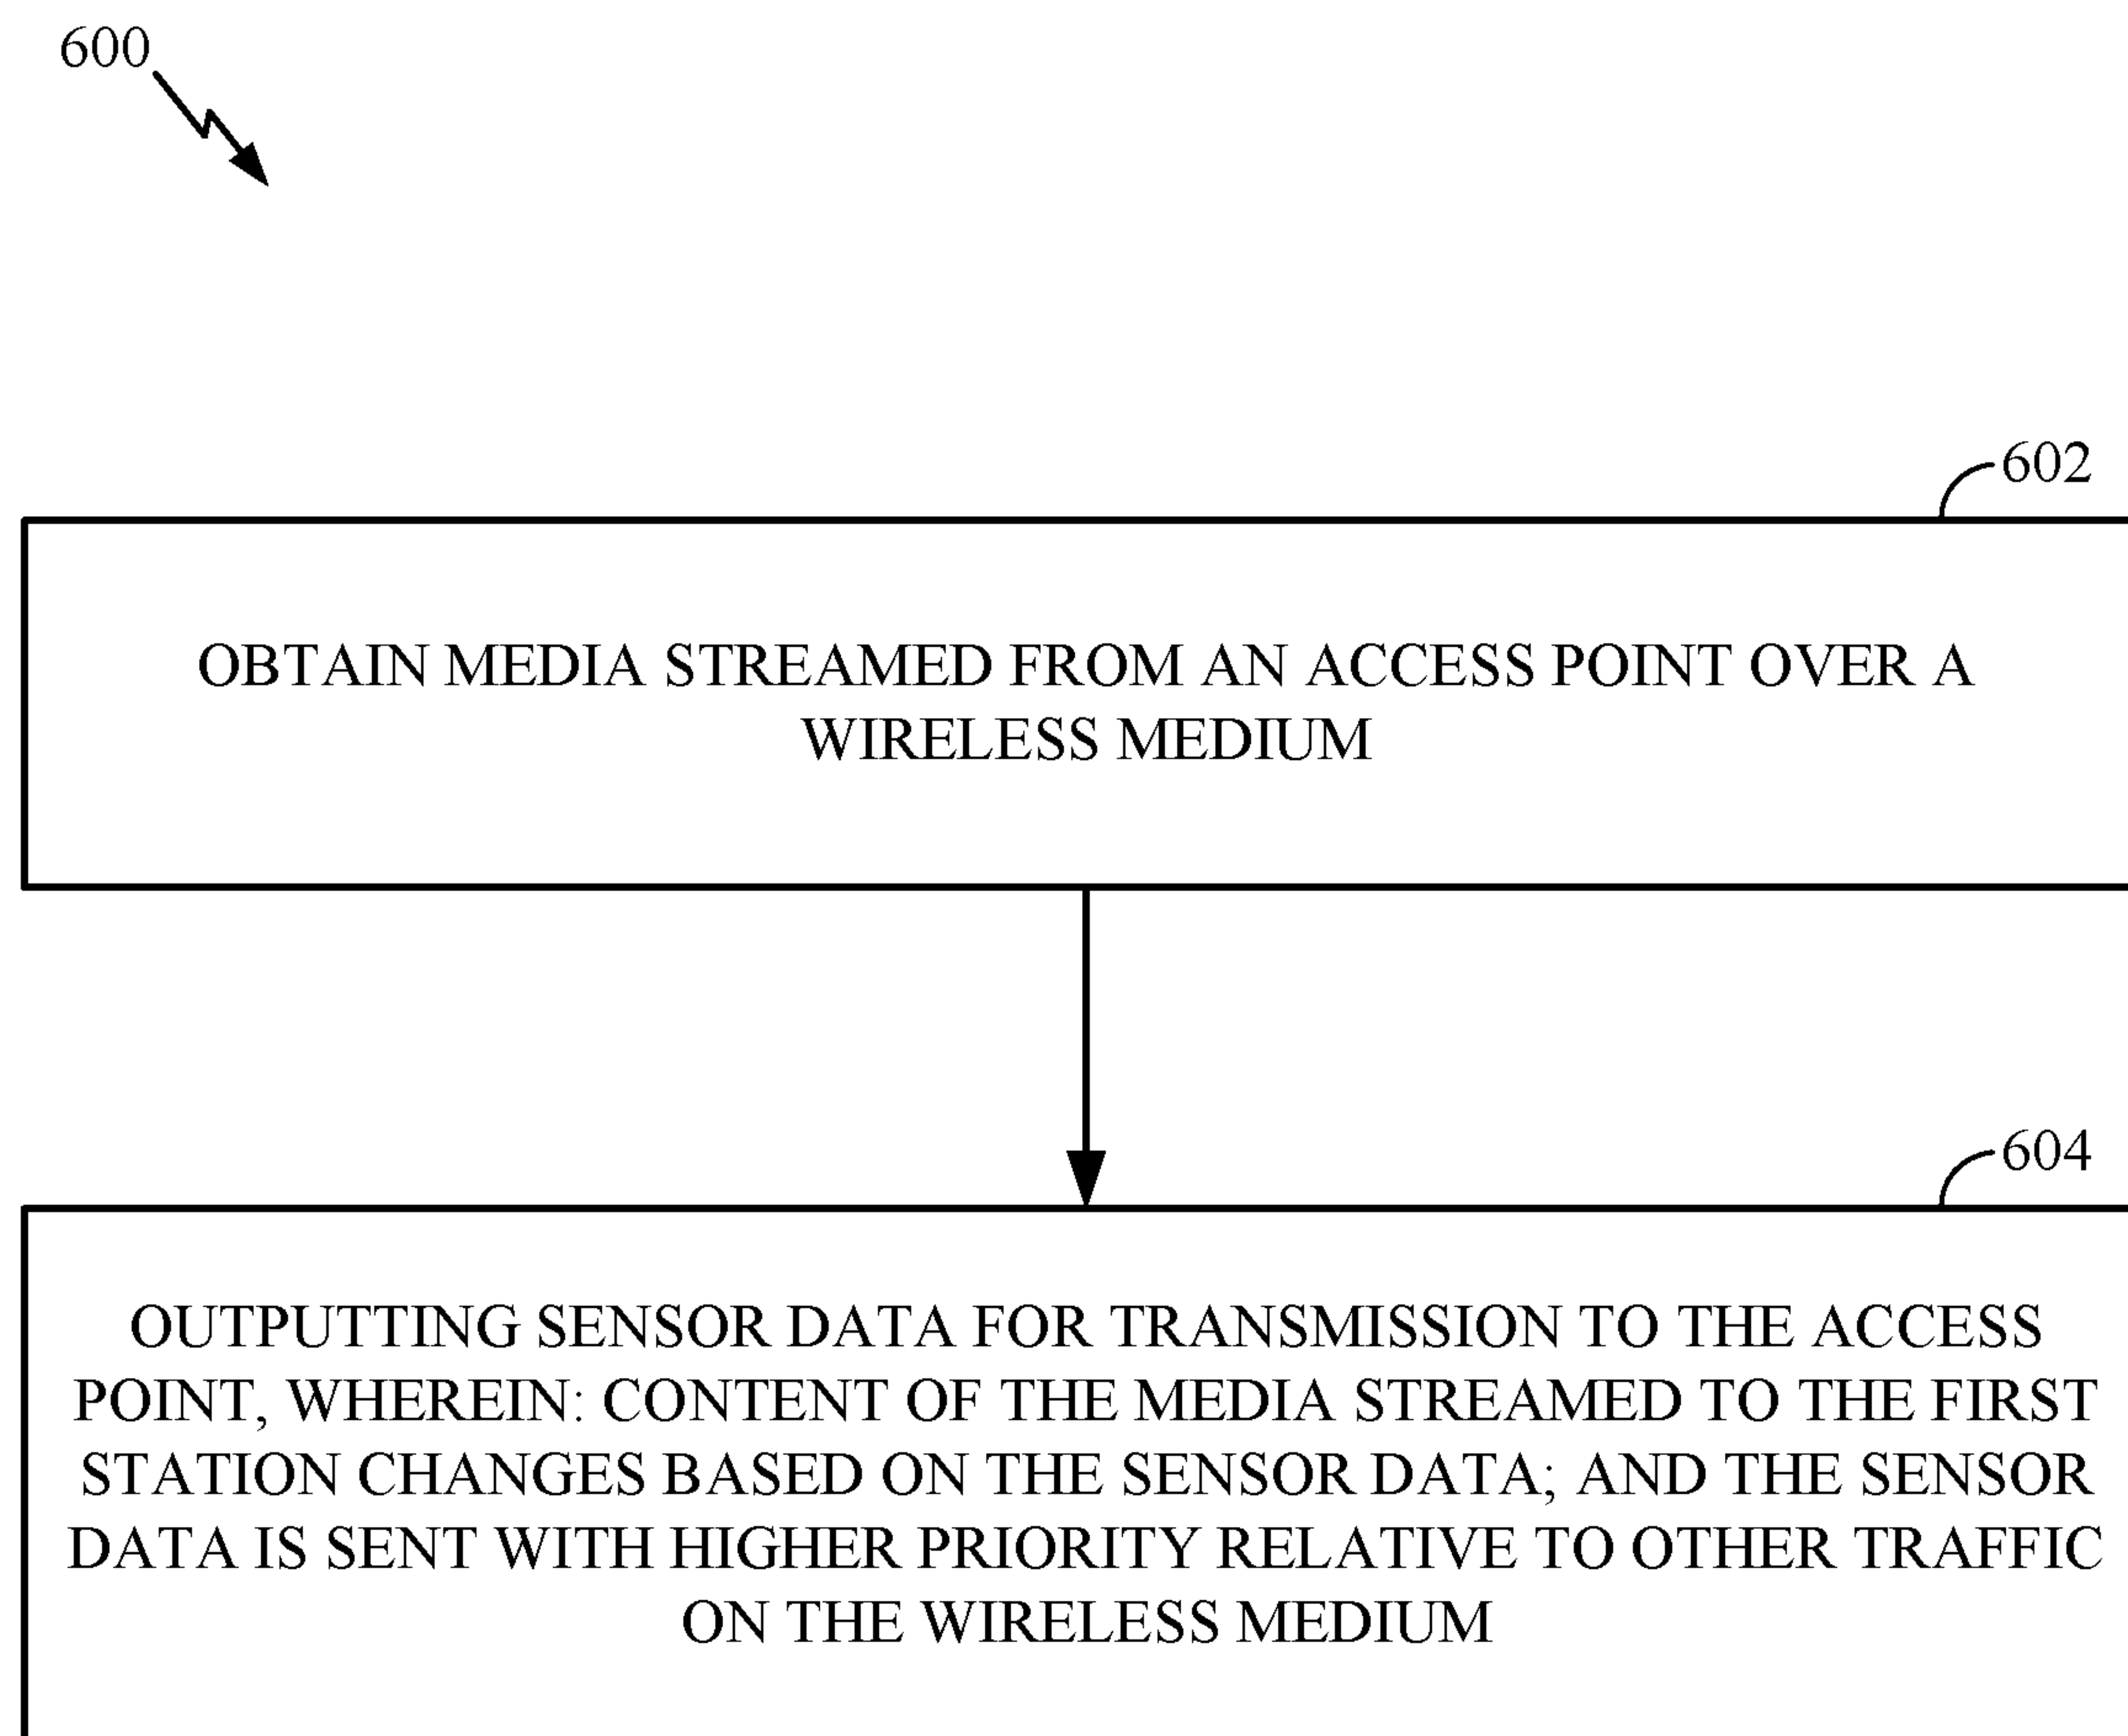 600
602
OBTAIN MEDIA STREAMED FROM AN ACCESS POINT OVER A
WIRELESS MEDIUM
604
OUTPUTTING SENSOR DATA FOR TRANSMISSION TO THE ACCESS
POINT, WHEREIN: CONTENT OF THE MEDIA STREAMED TO THE FIRST
STATION CHANGES BASED ON THE SENSOR DATA; AND THE SENSOR
DATA IS SENT WITH HIGHER PRIORITY RELATIVE TO OTHER TRAFFIC
ON THE WIRELESS MEDIUM